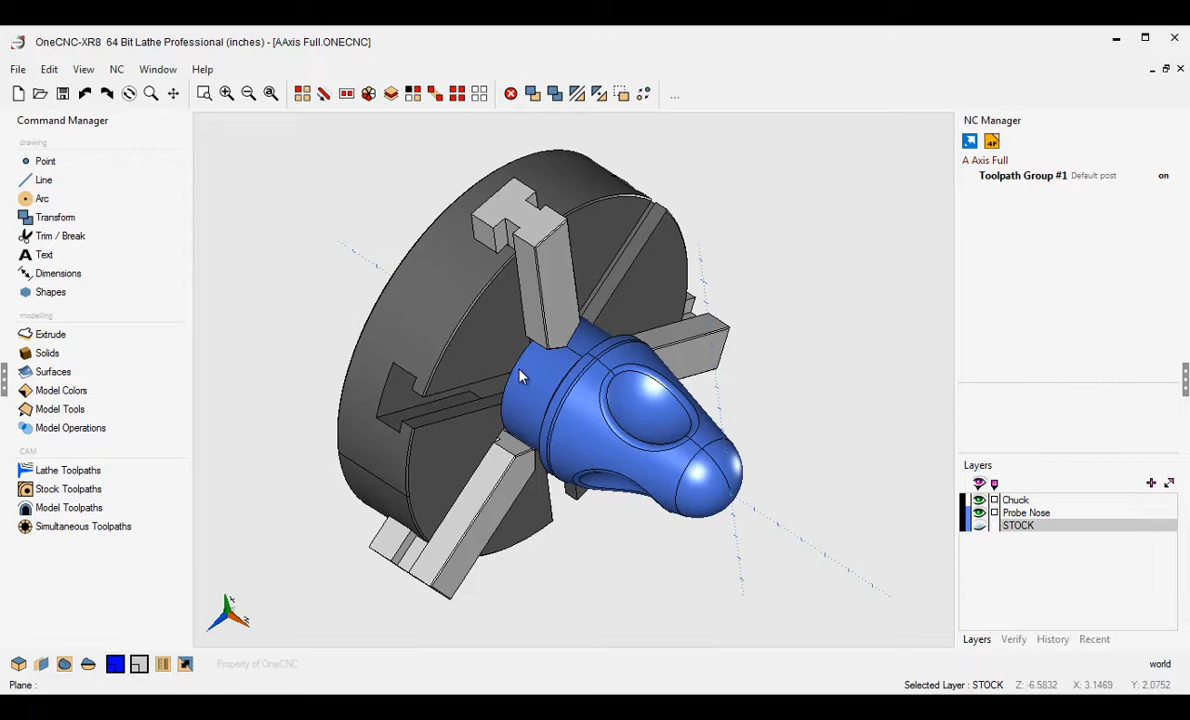 OneCNC-XR8 64 Bit Lathe Professional (inches) - [AAxis Full.ONECNC]
File Edit View NC Window Help
...
Command Manager
drawing
Point
Line
Arc
Transform
Trim / Break
Text
Dimensions
Shapes
modelling
Extrude
Solids
Surfaces
Model Colors
Model Tools
Model Operations
CAM
Lathe Toolpaths
Stock Toolpaths
Model Toolpaths
Simultaneous Toolpaths
NC Manager
4F
A Axis Full
Toolpath Group #1 Default post on
Layers
Chuck
Probe Nose
STOCK
Layers Verify History Recent
Property of OneCNC
world
Plane :
Selected Layer : STOCK Z: -6.5832 X: 3.1469 Y: 2.0752